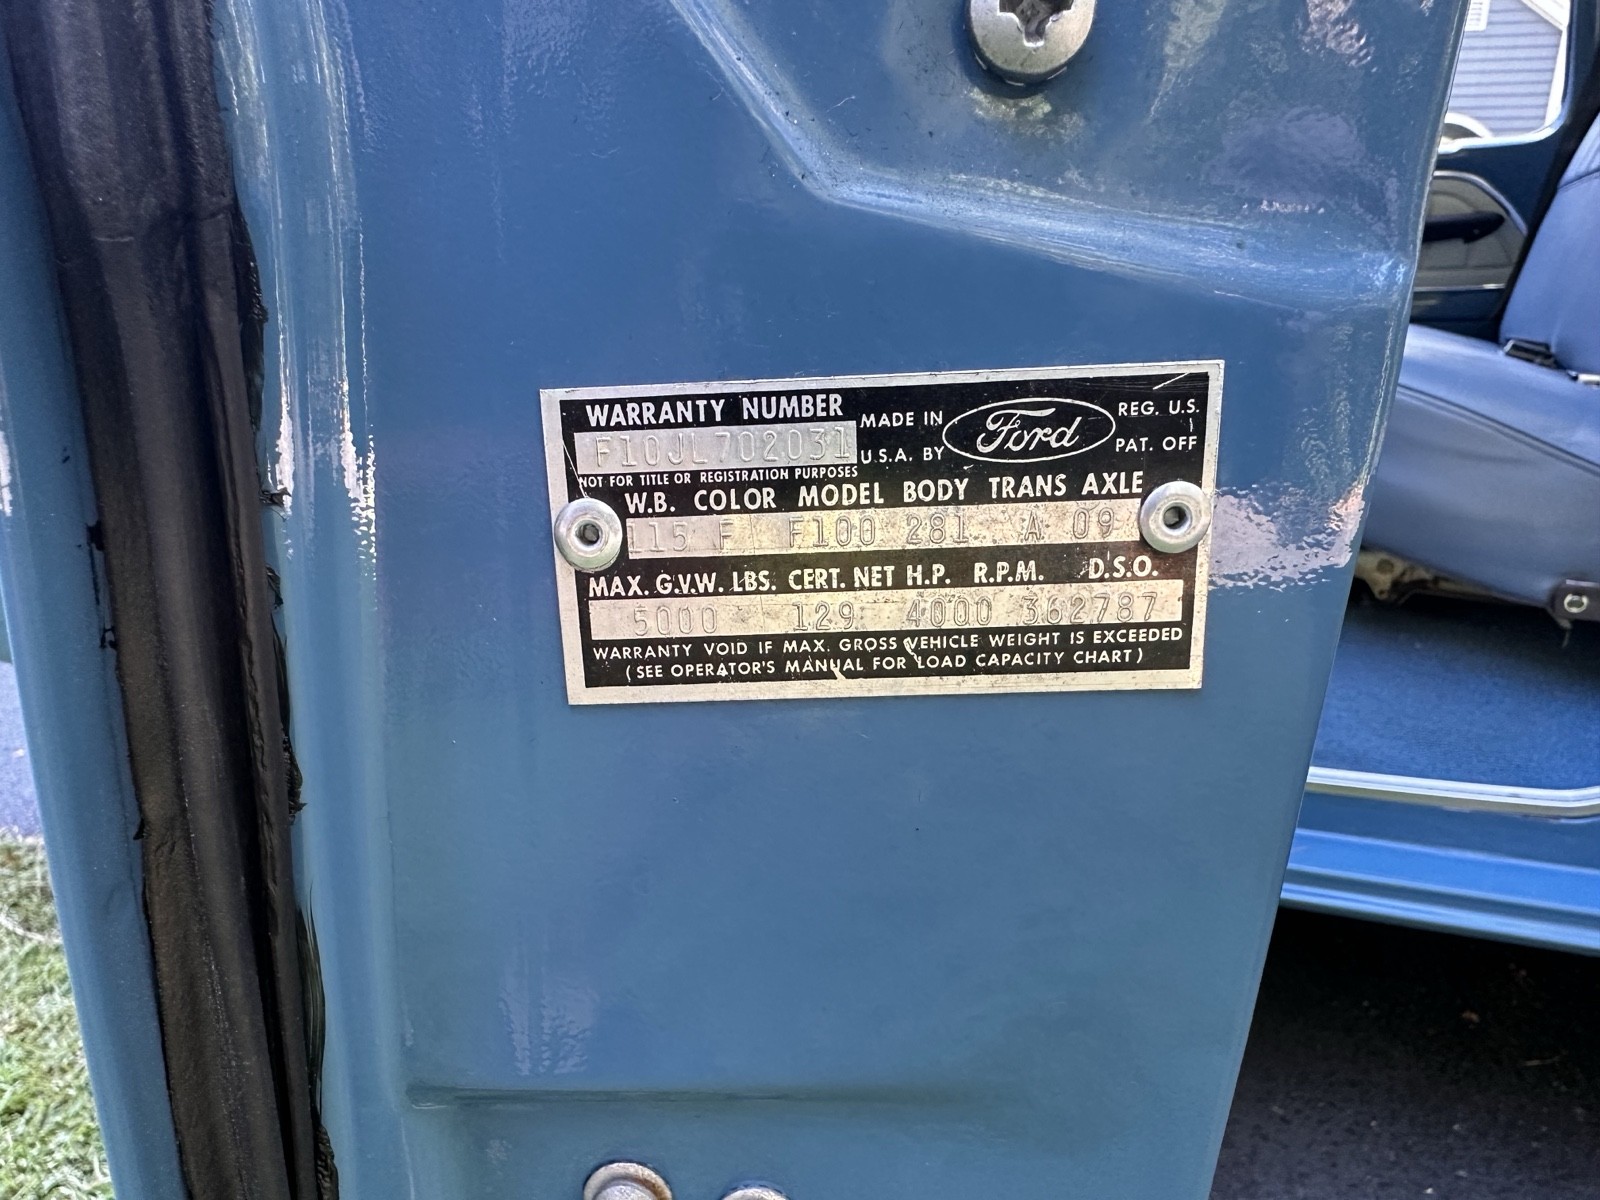 WARRANTY NUMBER
F10JL702031
NOT FOR TITLE OR REGISTRATION PURPOSES
MADE IN
U.S.A. BY
Ford
REG. U.S.
PAT. OFF
W.B. COLOR MODEL BODY TRANS AXLE
115 F F100 281 A 09
MAX. G.V.W. LBS. CERT. NET H.P. R.P.M. D.S.O.
5000 129 4000 362787
WARRANTY VOID IF MAX. GROSS VEHICLE WEIGHT IS EXCEEDED
(SEE OPERATOR'S MANUAL FOR LOAD CAPACITY CHART)